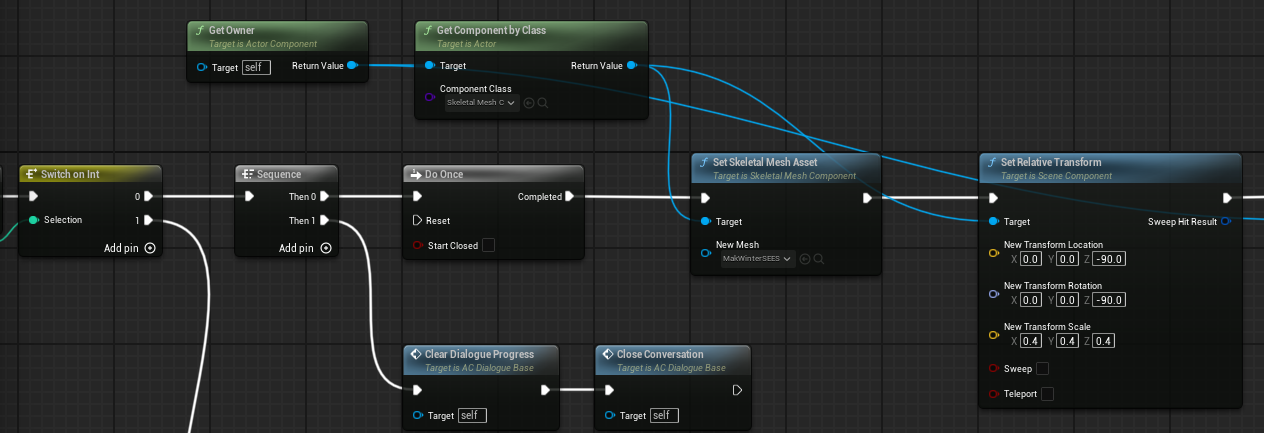 Get Owner
Target is Actor Component
Target self Return Value
Get Component by Class
Target is Actor
Target Return Value
Component Class
Skeletal Mesh C
Switch on Int
0
Selection 1
Add pin
Sequence
Then 0
Then 1
Add pin
Do Once
Completed
Reset
Start Closed
Set Skeletal Mesh Asset
Target is Skeletal Mesh Component
Target
New Mesh
MakWinterSEES
Set Relative Transform
Target is Scene Component
Target Sweep Hit Result
New Transform Location
X 0.0 Y 0.0 Z -90.0
New Transform Rotation
X 0.0 Y 0.0 Z -90.0
New Transform Scale
X 0.4 Y 0.4 Z 0.4
Sweep
Teleport
Clear Dialogue Progress
Target is AC Dialogue Base
Target self
Close Conversation
Target is AC Dialogue Base
Target self